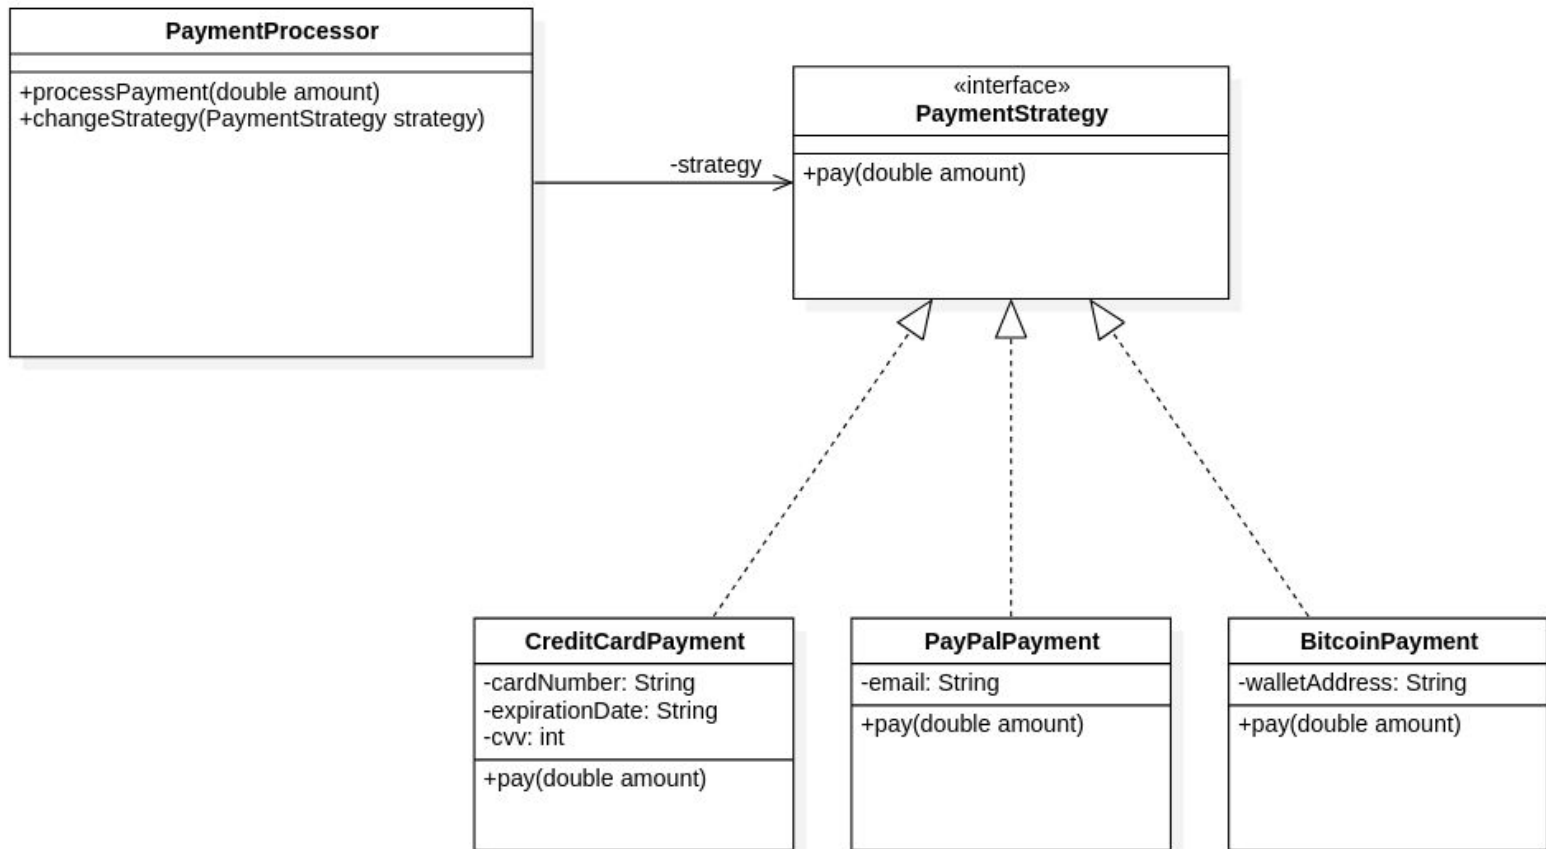 PaymentProcessor
+processPayment(double amount)
+changeStrategy(PaymentStrategy strategy)
-strategy
«interface»
PaymentStrategy
+pay(double amount)
CreditCardPayment
-cardNumber: String
-expirationDate: String
-cvv: int
+pay(double amount)
PayPalPayment
-email: String
+pay(double amount)
BitcoinPayment
-walletAddress: String
+pay(double amount)